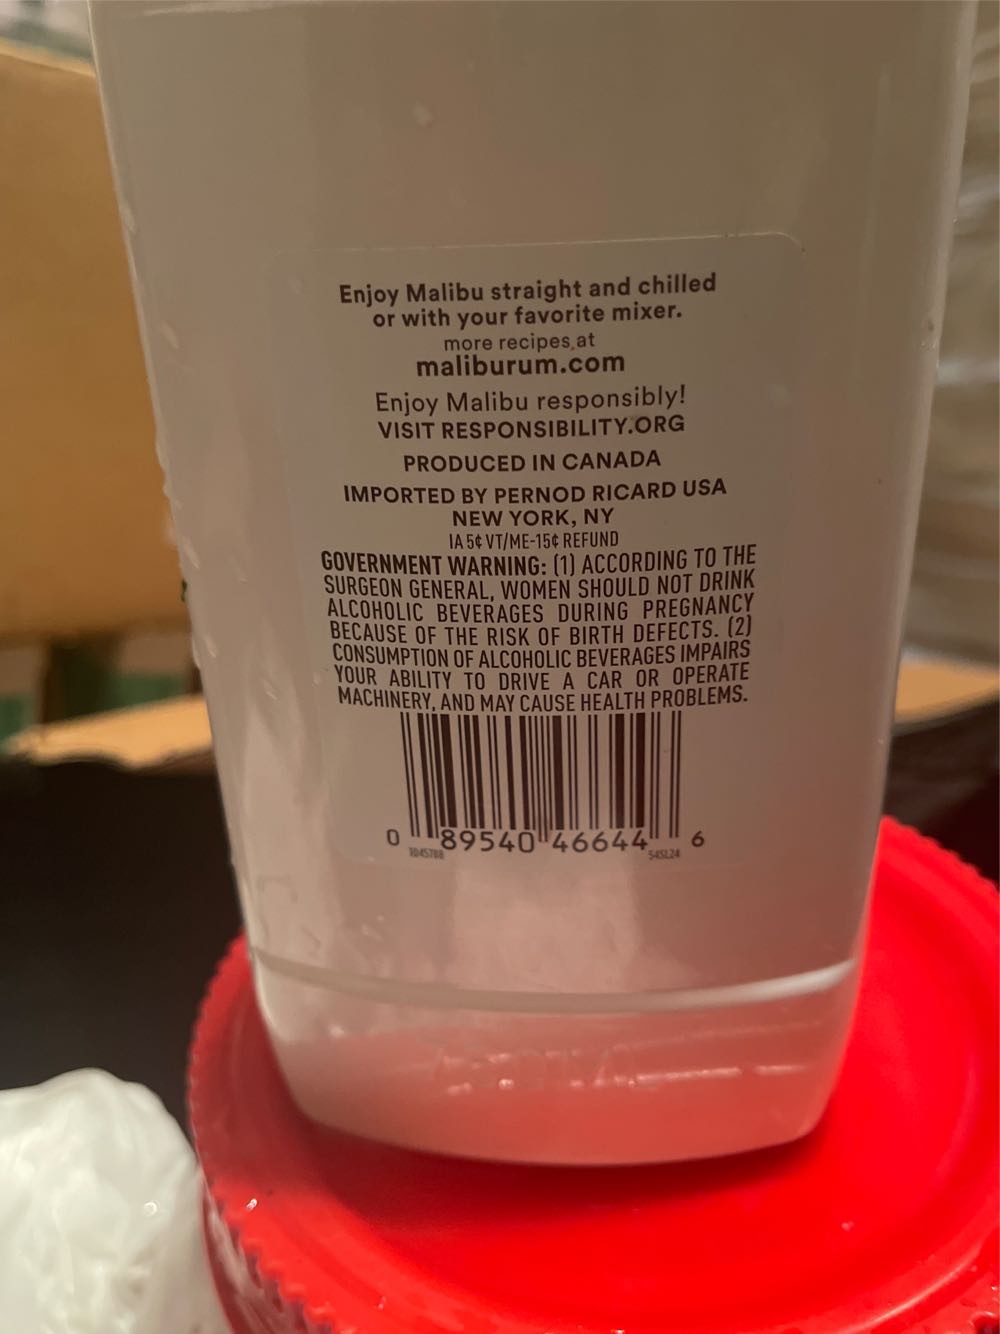 Enjoy Malibu straight and chilled
or with your favorite mixer.
more recipes at
maliburum.com
Enjoy Malibu responsibly!
VISIT RESPONSIBILITY.ORG
PRODUCED IN CANADA
IMPORTED BY PERNOD RICARD USA
NEW YORK, NY
IA 5¢ VT/ME-15¢ REFUND
GOVERNMENT WARNING: (1) ACCORDING TO THE
SURGEON GENERAL, WOMEN SHOULD NOT DRINK
ALCOHOLIC BEVERAGES DURING PREGNANCY
BECAUSE OF THE RISK OF BIRTH DEFECTS. (2)
CONSUMPTION OF ALCOHOLIC BEVERAGES IMPAIRS
YOUR ABILITY TO DRIVE A CAR OR OPERATE
MACHINERY, AND MAY CAUSE HEALTH PROBLEMS.
0 89540 46644 6